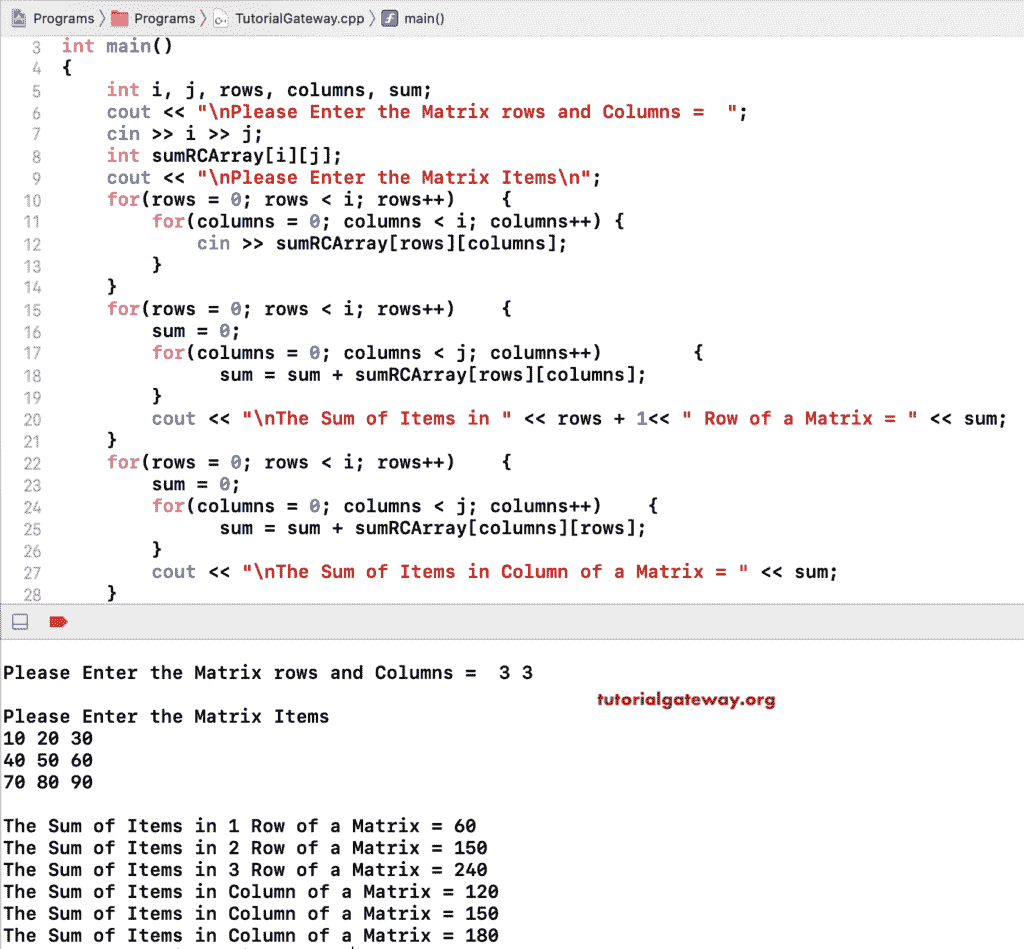 Programs 〉 Programs 〉 TutorialGateway.cpp 〉 f main()
3 int main()
4 {
5 int i, j, rows, columns, sum;
6 cout << "\nPlease Enter the Matrix rows and Columns =  ";
7 cin >> i >> j;
8 int sumRCArray[i][j];
9 cout << "\nPlease Enter the Matrix Items\n";
10 for(rows = 0; rows < i; rows++)    {
11 for(columns = 0; columns < i; columns++) {
12 cin >> sumRCArray[rows][columns];
13 }
14 }
15 for(rows = 0; rows < i; rows++)    {
16 sum = 0;
17 for(columns = 0; columns < j; columns++)        {
18 sum = sum + sumRCArray[rows][columns];
19 }
20 cout << "\nThe Sum of Items in " << rows + 1<< " Row of a Matrix = " << sum;
21 }
22 for(rows = 0; rows < i; rows++)    {
23 sum = 0;
24 for(columns = 0; columns < j; columns++)    {
25 sum = sum + sumRCArray[columns][rows];
26 }
27 cout << "\nThe Sum of Items in Column of a Matrix = " << sum;
28 }
Please Enter the Matrix rows and Columns =  3 3
tutorialgateway.org
Please Enter the Matrix Items
10 20 30
40 50 60
70 80 90
The Sum of Items in 1 Row of a Matrix = 60
The Sum of Items in 2 Row of a Matrix = 150
The Sum of Items in 3 Row of a Matrix = 240
The Sum of Items in Column of a Matrix = 120
The Sum of Items in Column of a Matrix = 150
The Sum of Items in Column of a Matrix = 180